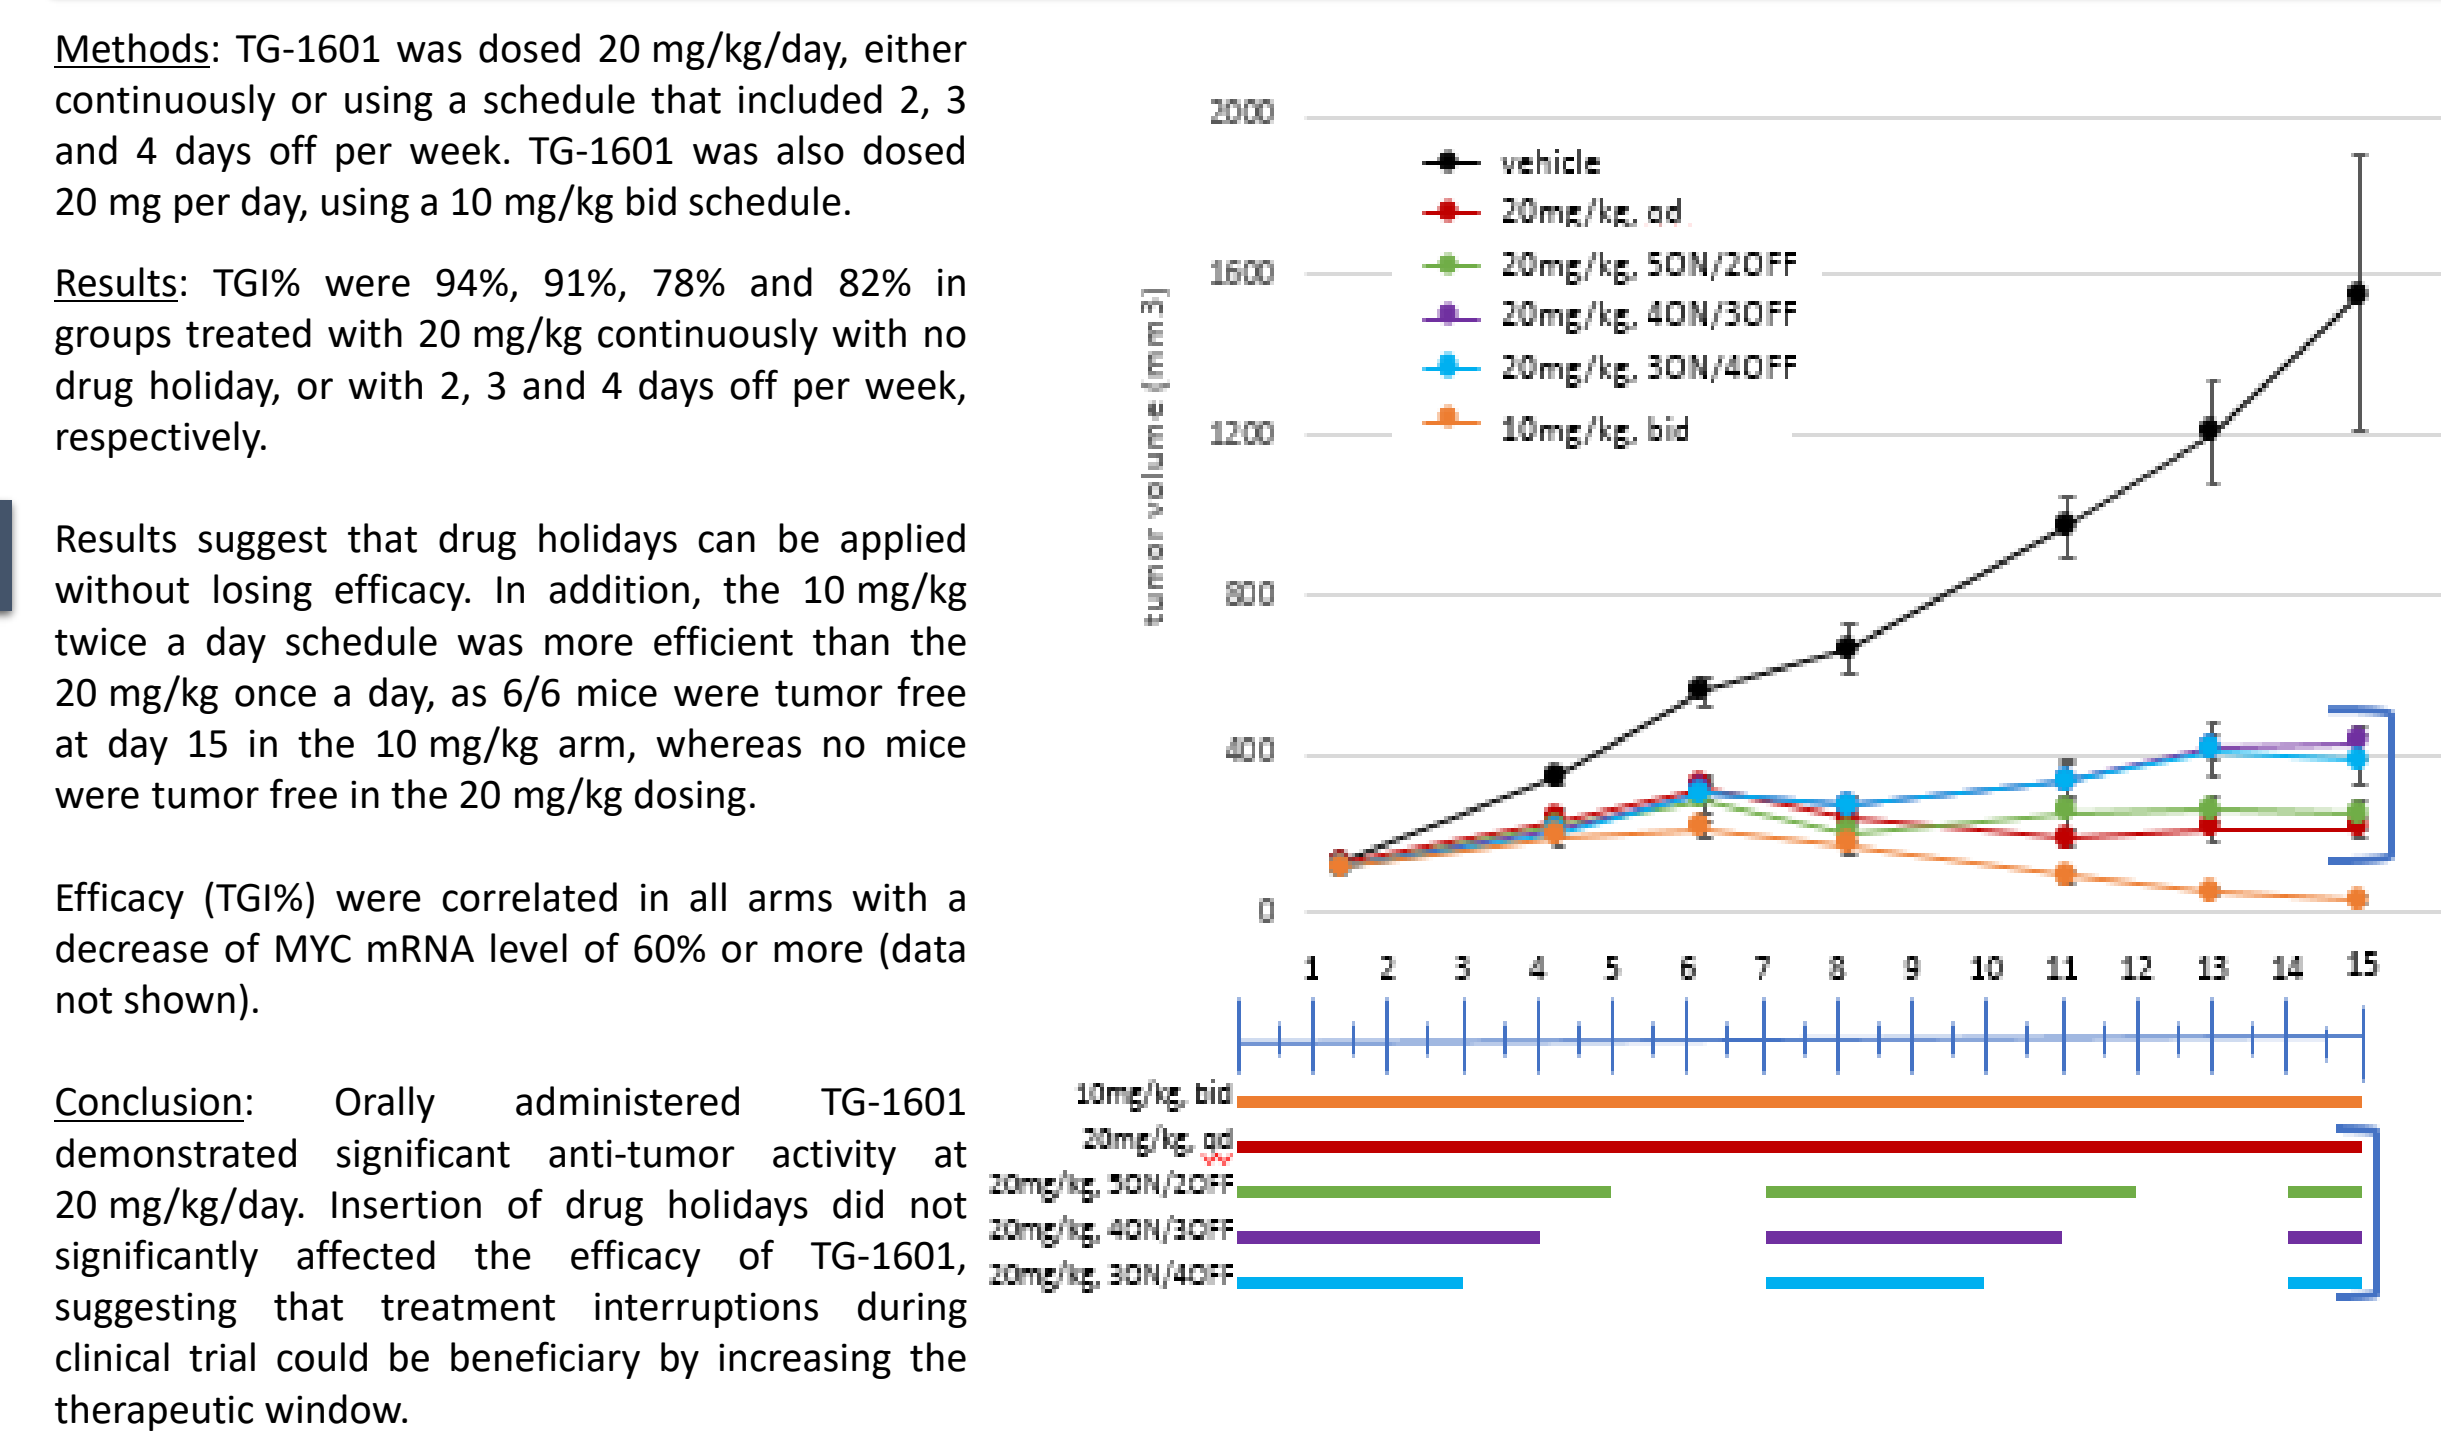 Methods: TG-1601 was dosed 20 mg/kg/day, either
continuously or using a schedule that included 2, 3
and 4 days off per week. TG-1601 was also dosed
20 mg per day, using a 10 mg/kg bid schedule.
Results: TGI% were 94%, 91%, 78% and 82% in
groups treated with 20 mg/kg continuously with no
drug holiday, or with 2, 3 and 4 days off per week,
respectively.
Results suggest that drug holidays can be applied
without losing efficacy. In addition, the 10 mg/kg
twice a day schedule was more efficient than the
20 mg/kg once a day, as 6/6 mice were tumor free
at day 15 in the 10 mg/kg arm, whereas no mice
were tumor free in the 20 mg/kg dosing.
Efficacy (TGI%) were correlated in all arms with a
decrease of MYC mRNA level of 60% or more (data
not shown).
Conclusion: Orally administered TG-1601
demonstrated significant anti-tumor activity at
20 mg/kg/day. Insertion of drug holidays did not
significantly affected the efficacy of TG-1601,
suggesting that treatment interruptions during
clinical trial could be beneficiary by increasing the
therapeutic window.
tumor volume (mm3)
2000
1600
1200
800
400
0
vehicle
20mg/kg, qd
20mg/kg, 5ON/2OFF
20mg/kg, 4ON/3OFF
20mg/kg, 3ON/4OFF
10mg/kg, bid
1 2 3 4 5 6 7 8 9 10 11 12 13 14 15
10mg/kg, bid
20mg/kg, qd
20mg/kg, 5ON/2OFF
20mg/kg, 4ON/3OFF
20mg/kg, 3ON/4OFF